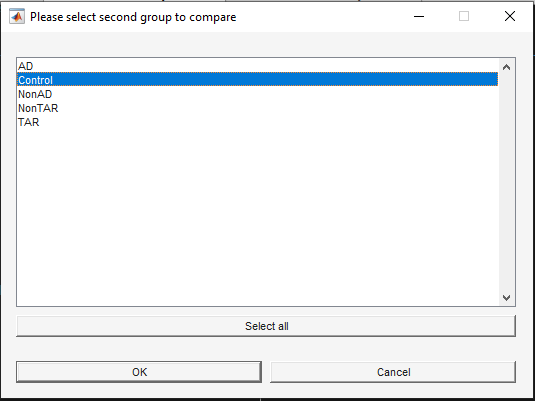 Please select second group to compare
AD
Control
NonAD
NonTAR
TAR
Select all
OK
Cancel